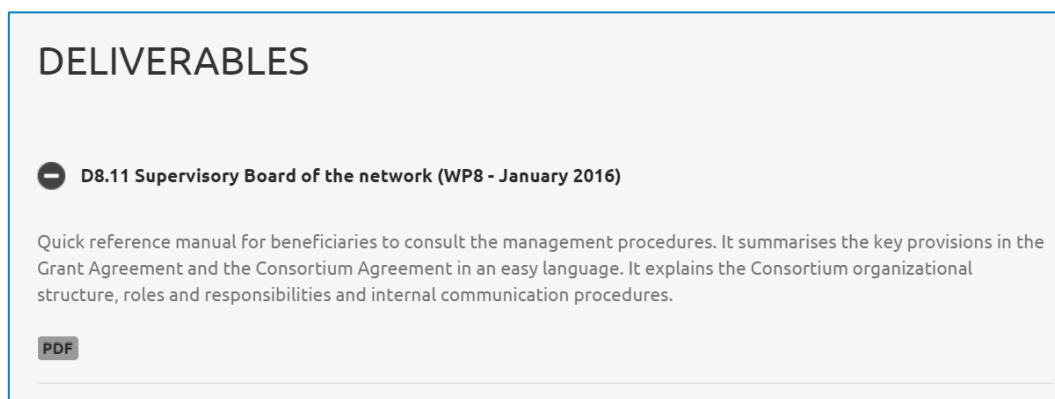 DELIVERABLES
D8.11 Supervisory Board of the network (WP8 - January 2016)
Quick reference manual for beneficiaries to consult the management procedures. It summarises the key provisions in the
Grant Agreement and the Consortium Agreement in an easy language. It explains the Consortium organizational
structure, roles and responsibilities and internal communication procedures.
PDF